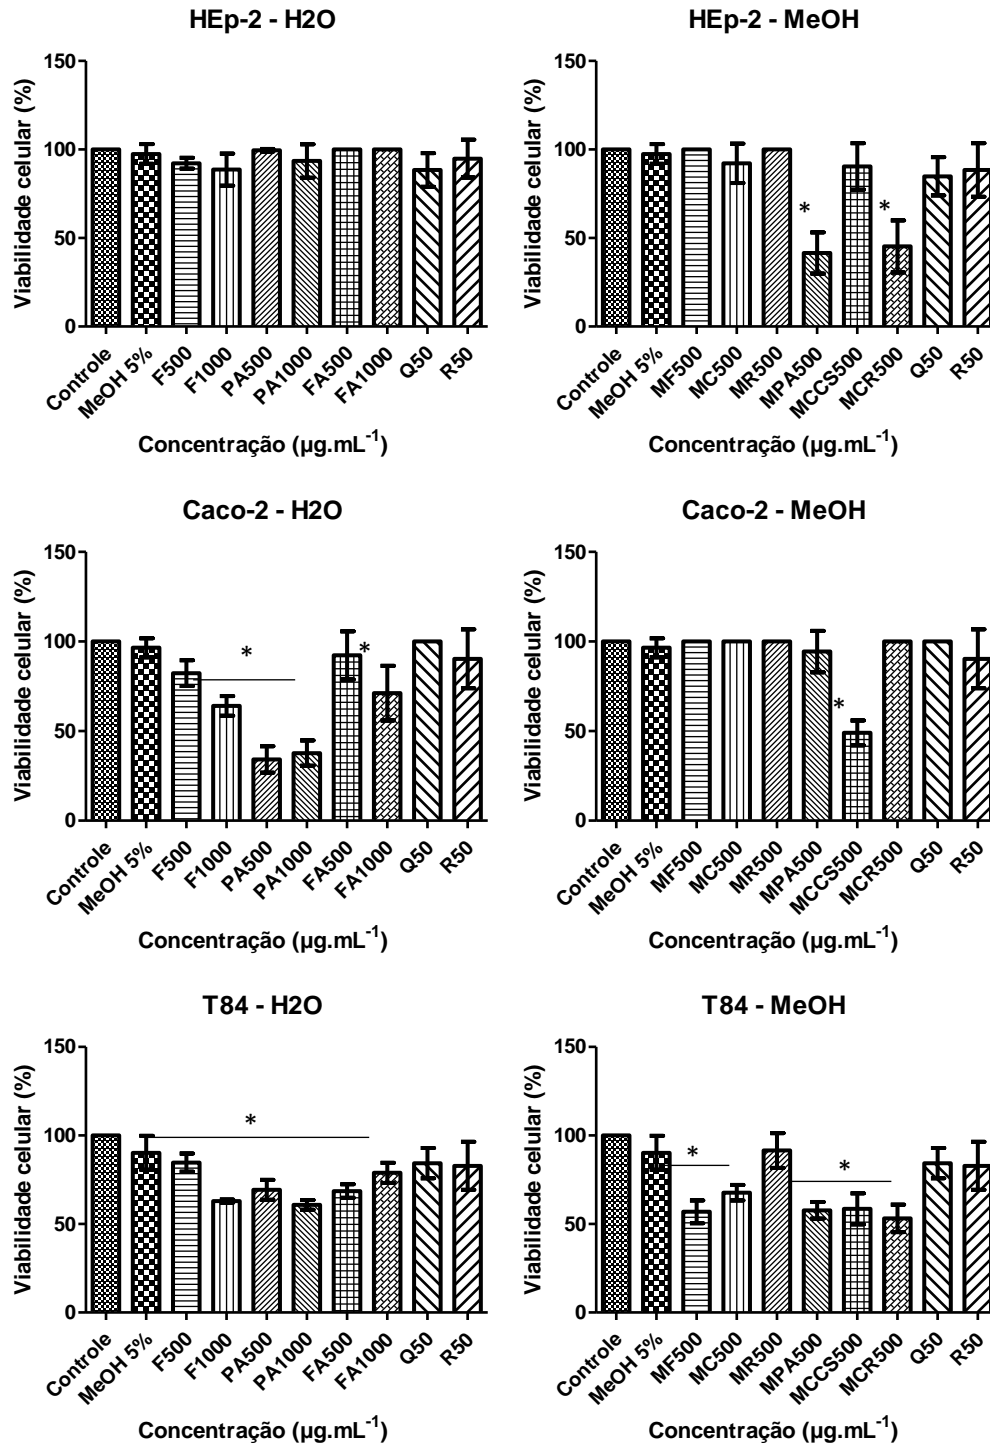 HEp-2 - H2O
Viabilidade celular (%)
150
100
50
0
Controle
MeOH 5%
F500
F1000
PA500
PA1000
FA500
FA1000
Q50
R50
Concentração (µg.mL-1)
HEp-2 - MeOH
Viabilidade celular (%)
150
100
50
0
*
*
Controle
MeOH 5%
MF500
MC500
MR500
MPA500
MCCS500
MCR500
Q50
R50
Concentração (µg.mL-1)
Caco-2 - H2O
Viabilidade celular (%)
150
100
50
0
*
*
Controle
MeOH 5%
F500
F1000
PA500
PA1000
FA500
FA1000
Q50
R50
Concentração (µg.mL-1)
Caco-2 - MeOH
Viabilidade celular (%)
150
100
50
0
*
Controle
MeOH 5%
MF500
MC500
MR500
MPA500
MCCS500
MCR500
Q50
R50
Concentração (µg.mL-1)
T84 - H2O
Viabilidade celular (%)
150
100
50
0
*
Controle
MeOH 5%
F500
F1000
PA500
PA1000
FA500
FA1000
Q50
R50
Concentração (µg.mL-1)
T84 - MeOH
Viabilidade celular (%)
150
100
50
0
*
*
Controle
MeOH 5%
MF500
MC500
MR500
MPA500
MCCS500
MCR500
Q50
R50
Concentração (µg.mL-1)